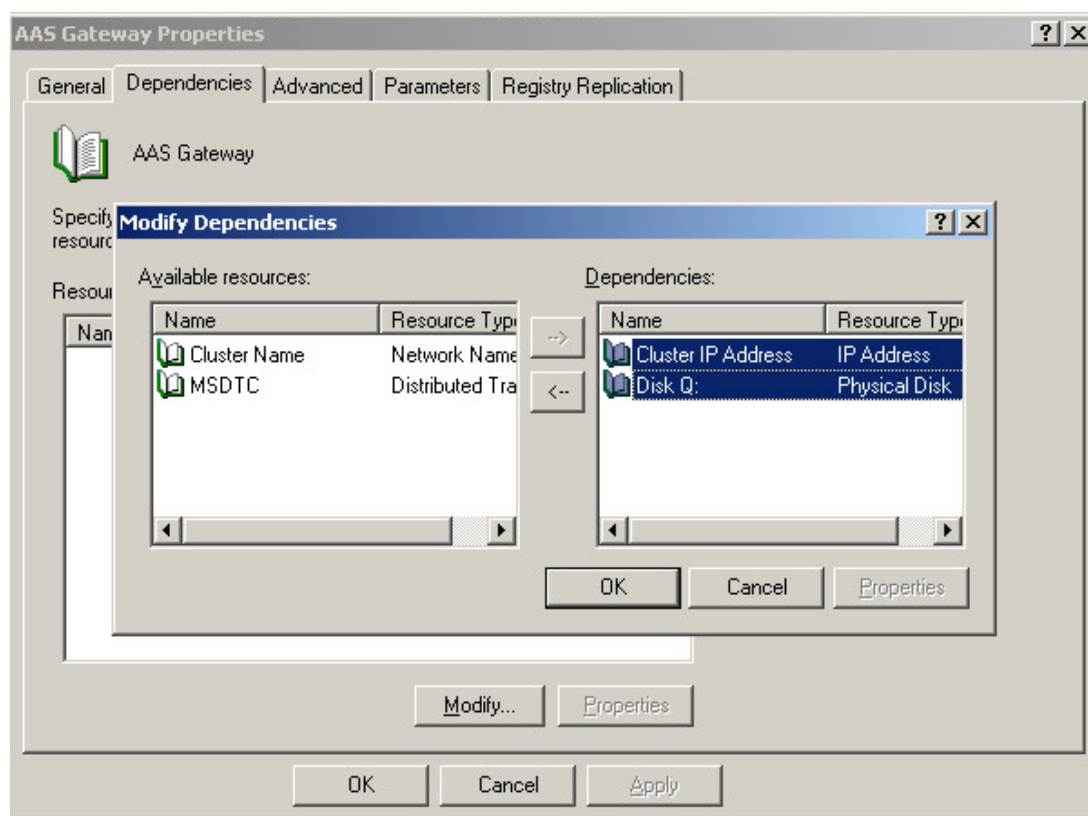 AAS Gateway Properties
General Dependencies Advanced Parameters Registry Replication
AAS Gateway
Specify
resourc
Modify Dependencies
Available resources:
Dependencies:
Resour
Nam
Name Resource Typ
Cluster Name Network Name
MSDTC Distributed Tra
-->
<--
Name Resource Typ
Cluster IP Address IP Address
Disk Q: Physical Disk
OK Cancel Properties
Modify... Properties
OK Cancel Apply